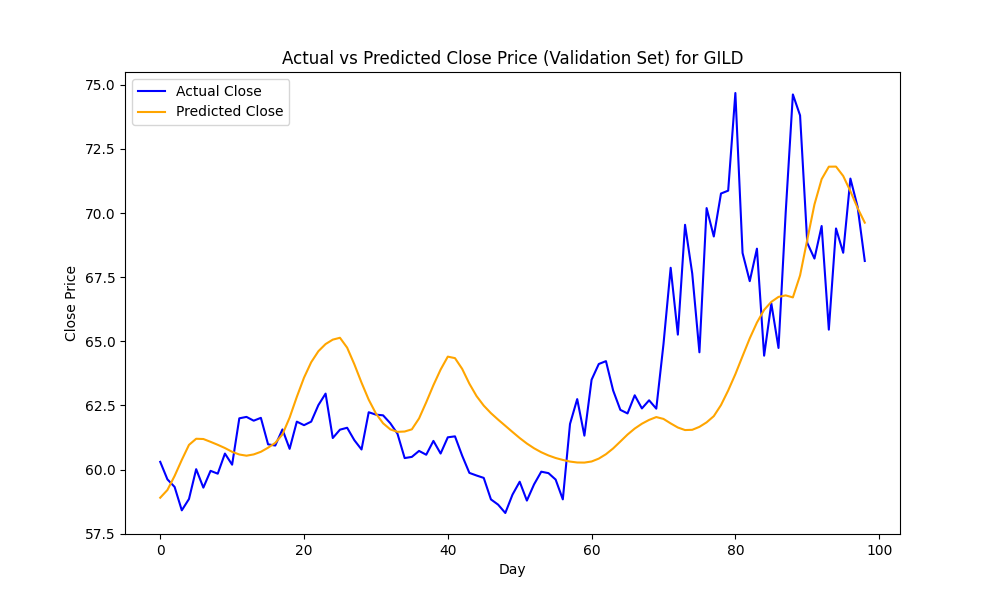 Actual vs Predicted Close Price (Validation Set) for GILD
Actual Close
Predicted Close
75.0
72.5
70.0
67.5
65.0
62.5
60.0
57.5
Close Price
0 20 40 60 80 100
Day